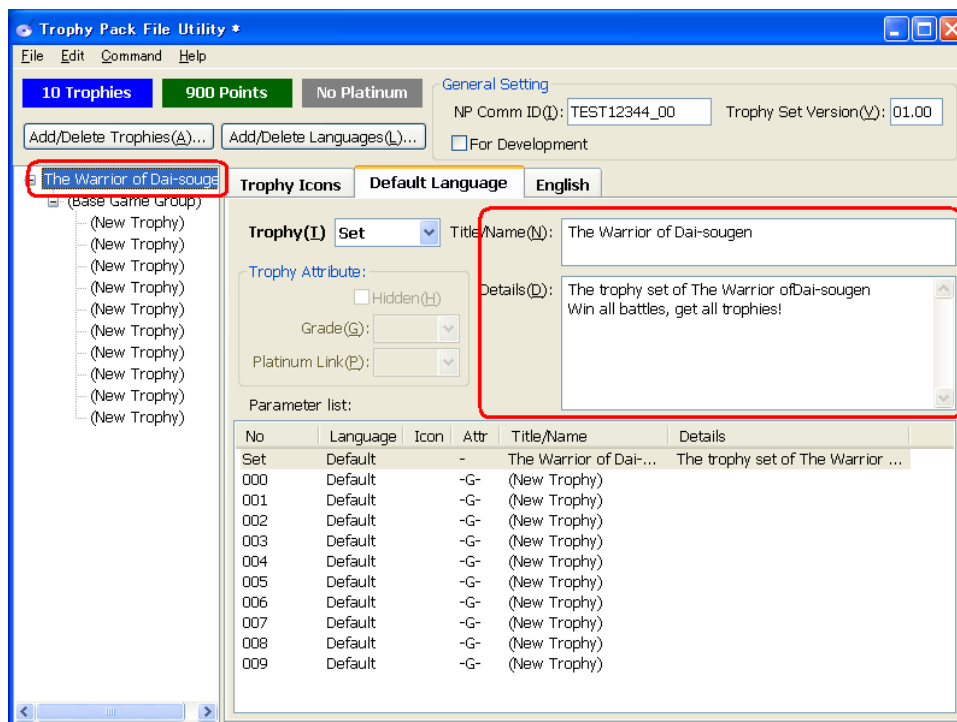 Trophy Pack File Utility *
File Edit Command Help
10 Trophies 900 Points No Platinum
General Setting
NP Comm ID(I): TEST12344_00 Trophy Set Version(V): 01.00
Add/Delete Trophies(A)... Add/Delete Languages(L)...
For Development
The Warrior of Dai-souge
(Base Game Group)
(New Trophy)
(New Trophy)
(New Trophy)
(New Trophy)
(New Trophy)
(New Trophy)
(New Trophy)
(New Trophy)
(New Trophy)
(New Trophy)
Trophy Icons Default Language English
Trophy(T) Set Title/Name(N): The Warrior of Dai-sougen
Trophy Attribute:
Hidden(H)
Grade(G):
Platinum Link(P):
Details(D): The trophy set of The Warrior ofDai-sougen
Win all battles, get all trophies!
Parameter list:
No Language Icon Attr Title/Name Details
Set Default - The Warrior of Dai-... The trophy set of The Warrior ...
000 Default -G- (New Trophy)
001 Default -G- (New Trophy)
002 Default -G- (New Trophy)
003 Default -G- (New Trophy)
004 Default -G- (New Trophy)
005 Default -G- (New Trophy)
006 Default -G- (New Trophy)
007 Default -G- (New Trophy)
008 Default -G- (New Trophy)
009 Default -G- (New Trophy)